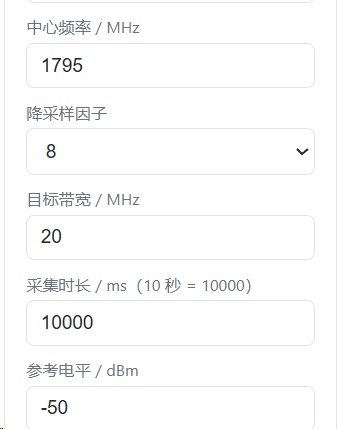 中心频率 / MHz
1795
降采样因子
8
目标带宽 / MHz
20
采集时长 / ms（10 秒 = 10000）
10000
参考电平 / dBm
-50